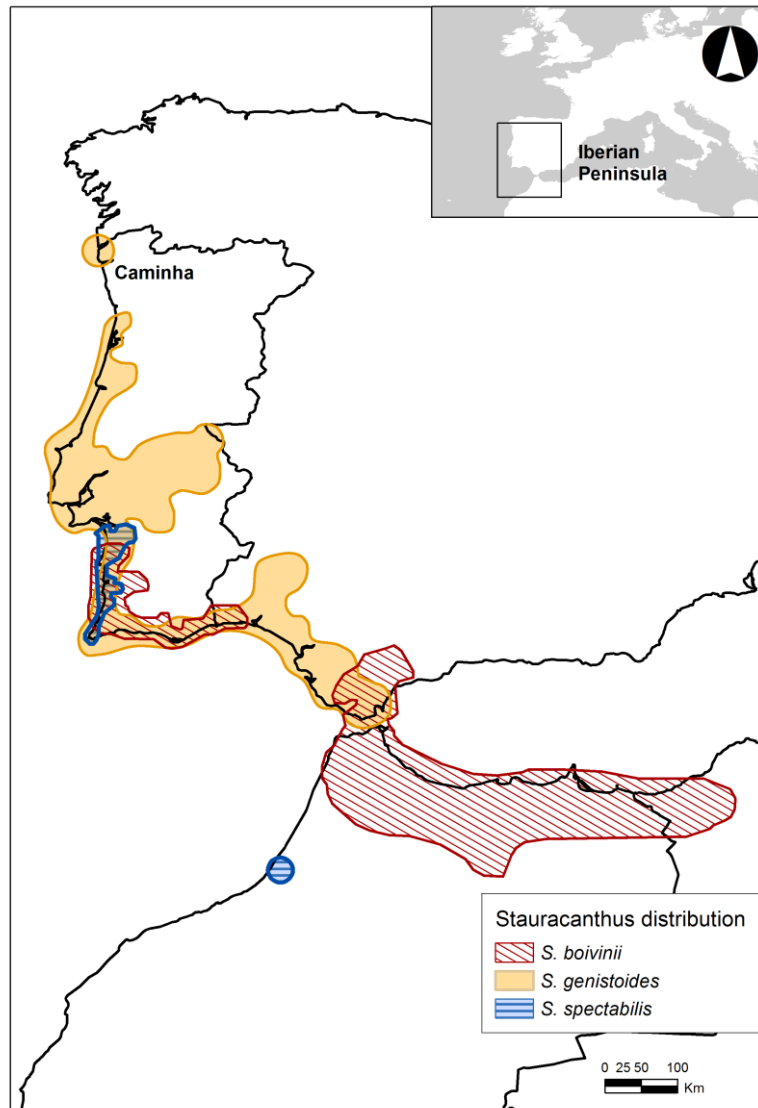 Iberian
Peninsula
Caminha
Stauracanthus distribution
S. boivinii
S. genistoides
S. spectabilis
0 25 50 100
Km